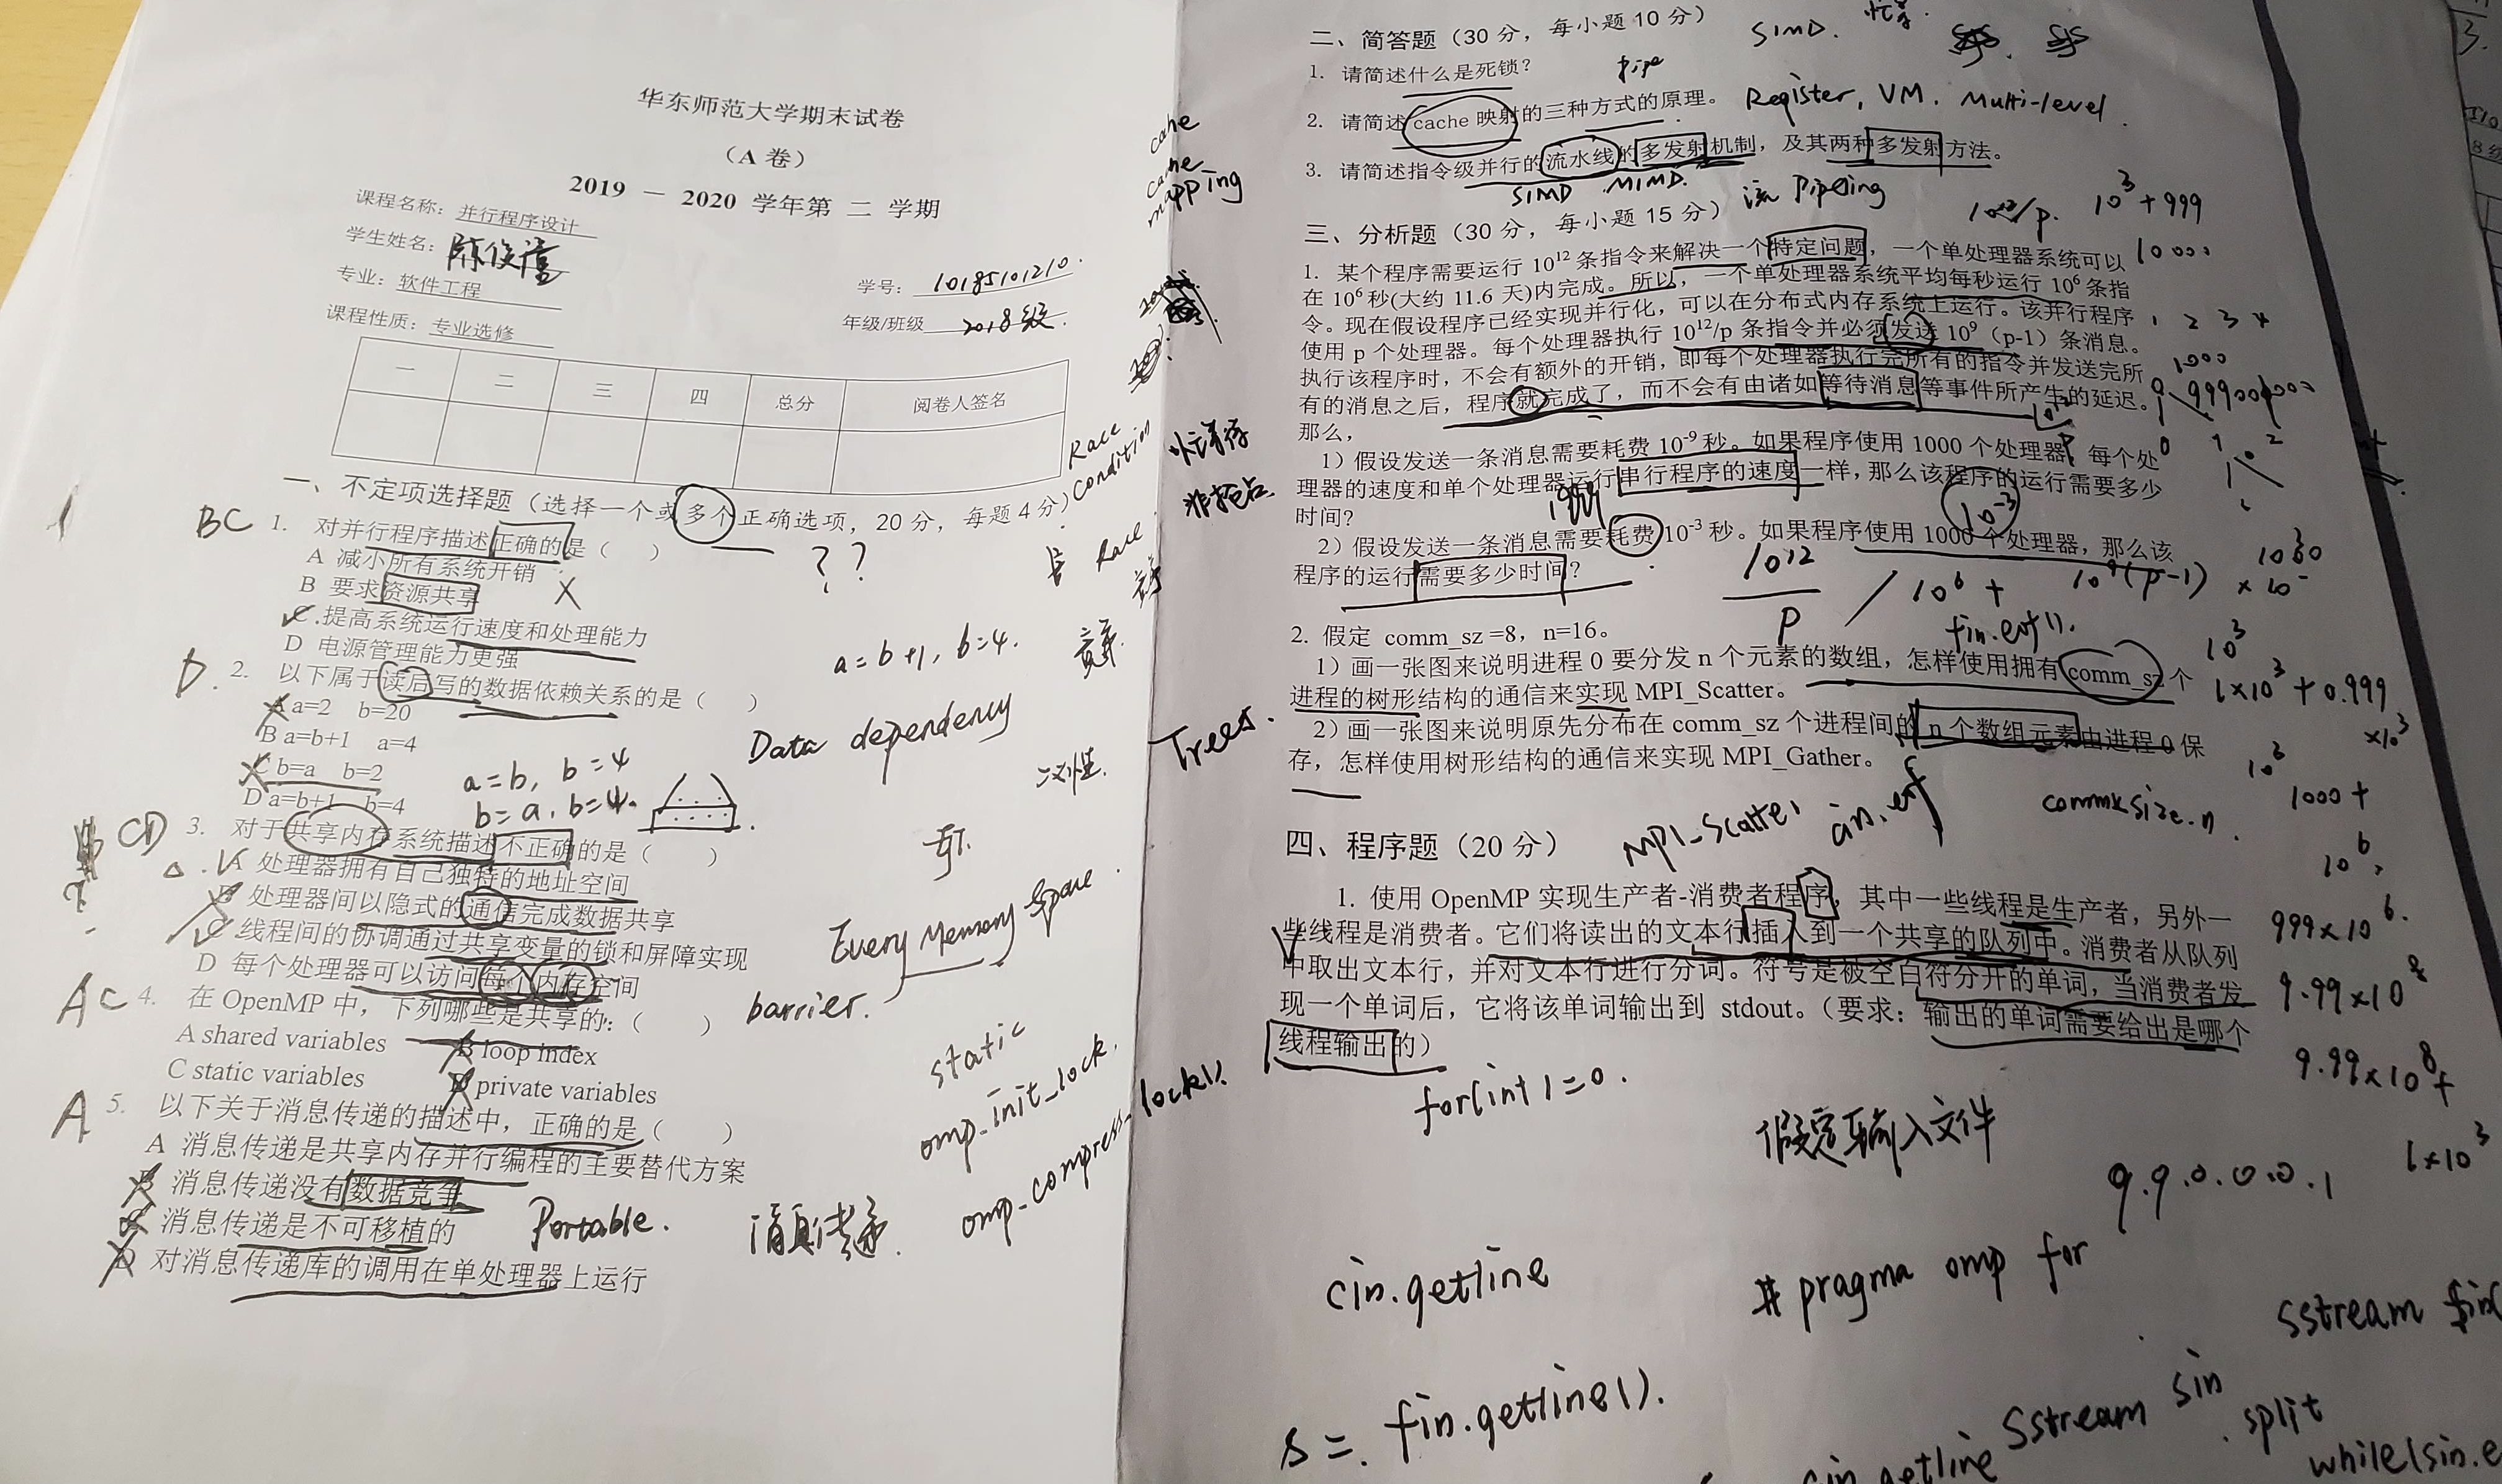 华东师范大学期末试卷
（A 卷）
2019 — 2020 学年第 二 学期
课程名称：并行程序设计
学生姓名：
专业：软件工程
课程性质：专业选修
学号：10185101210
年级/班级 2018级
一 二 三 四 总分 阅卷人签名
一、不定项选择题（选择一个或多个正确选项，20 分，每题 4 分）
BC 1. 对并行程序描述正确的是（ ）
A 减小所有系统开销
B 要求资源共享
C 提高系统运行速度和处理能力
D 电源管理能力更强
??
D. 2. 以下属于读后写的数据依赖关系的是（ ）
A a=2 b=20
B a=b+1 a=4
C b=a b=2
D a=b+1 b=4
a=b+1, b=4.
Data dependency
a=b, b=4
b=a, b=4.
CD 3. 对于共享内存系统描述不正确的是（ ）
A 处理器拥有自己独特的地址空间
B 处理器间以隐式的通信完成数据共享
C 线程间的协调通过共享变量的锁和屏障实现
D 每个处理器可以访问每个内存空间
Every Memory Space.
barrier.
AC 4. 在 OpenMP 中，下列哪些是共享的：（ ）
A shared variables B loop index
C static variables D private variables
static
omp_init_lock.
A 5. 以下关于消息传递的描述中，正确的是（ ）
A 消息传递是共享内存并行编程的主要替代方案
B 消息传递没有数据竞争
C 消息传递是不可移植的
D 对消息传递库的调用在单处理器上运行
Portable.
消息传递.
cache
cache
mapping
Race
Condition
Race
二、简答题（30 分，每小题 10 分）
SIMD.
1. 请简述什么是死锁？
pipe
2. 请简述 cache 映射的三种方式的原理。
Register, VM. Multi-level
3. 请简述指令级并行的流水线的多发射机制，及其两种多发射方法。
SIMD MIMD.
三、分析题（30 分，每小题 15 分）
1. 某个程序需要运行 10¹² 条指令来解决一个特定问题，一个单处理器系统可以
在 10⁶ 秒(大约 11.6 天)内完成。所以，一个单处理器系统平均每秒运行 10⁶ 条指
令。现在假设程序已经实现并行化，可以在分布式内存系统上运行。该并行程序
使用 p 个处理器。每个处理器执行 10¹²/p 条指令并必须发送 10⁹（p-1）条消息。
执行该程序时，不会有额外的开销，即每个处理器执行完所有的指令并发送完所
有的消息之后，程序就完成了，而不会有由诸如等待消息等事件所产生的延迟。
那么，
1）假设发送一条消息需要耗费 10⁻⁹ 秒。如果程序使用 1000 个处理器，每个处
理器的速度和单个处理器运行串行程序的速度一样，那么该程序的运行需要多少
时间？
2）假设发送一条消息需要耗费 10⁻³ 秒。如果程序使用 1000 个处理器，那么该
程序的运行需要多少时间？
10³+999
10000
1 2 3 4
1000
10⁻³
10¹²/P / 10⁶ + 10⁹(p-1)
2. 假定 comm_sz =8，n=16。
1）画一张图来说明进程 0 要分发 n 个元素的数组，怎样使用拥有 comm_sz 个
进程的树形结构的通信来实现 MPI_Scatter。
2）画一张图来说明原先分布在 comm_sz 个进程间的 n 个数组元素由进程 0 保
存，怎样使用树形结构的通信来实现 MPI_Gather。
Trees.
10³
1×10³+0.999
×10³
10⁶
1000+
10⁶
999×10⁶.
9.99×10⁸
9.99×10⁸+
1×10³
四、程序题（20 分）
MPI_Scatter
1. 使用 OpenMP 实现生产者-消费者程序，其中一些线程是生产者，另外一
些线程是消费者。它们将读出的文本行插入到一个共享的队列中。消费者从队列
中取出文本行，并对文本行进行分词。符号是被空白符分开的单词，当消费者发
现一个单词后，它将该单词输出到 stdout。（要求：输出的单词需要给出是哪个
线程输出的）
for(int i=0.
假定输入文件
9.9.0.0.0.1
cin.getline
# pragma omp for
s=. fin.getline().
sstream
Sstream sin
.split
while(sin.e